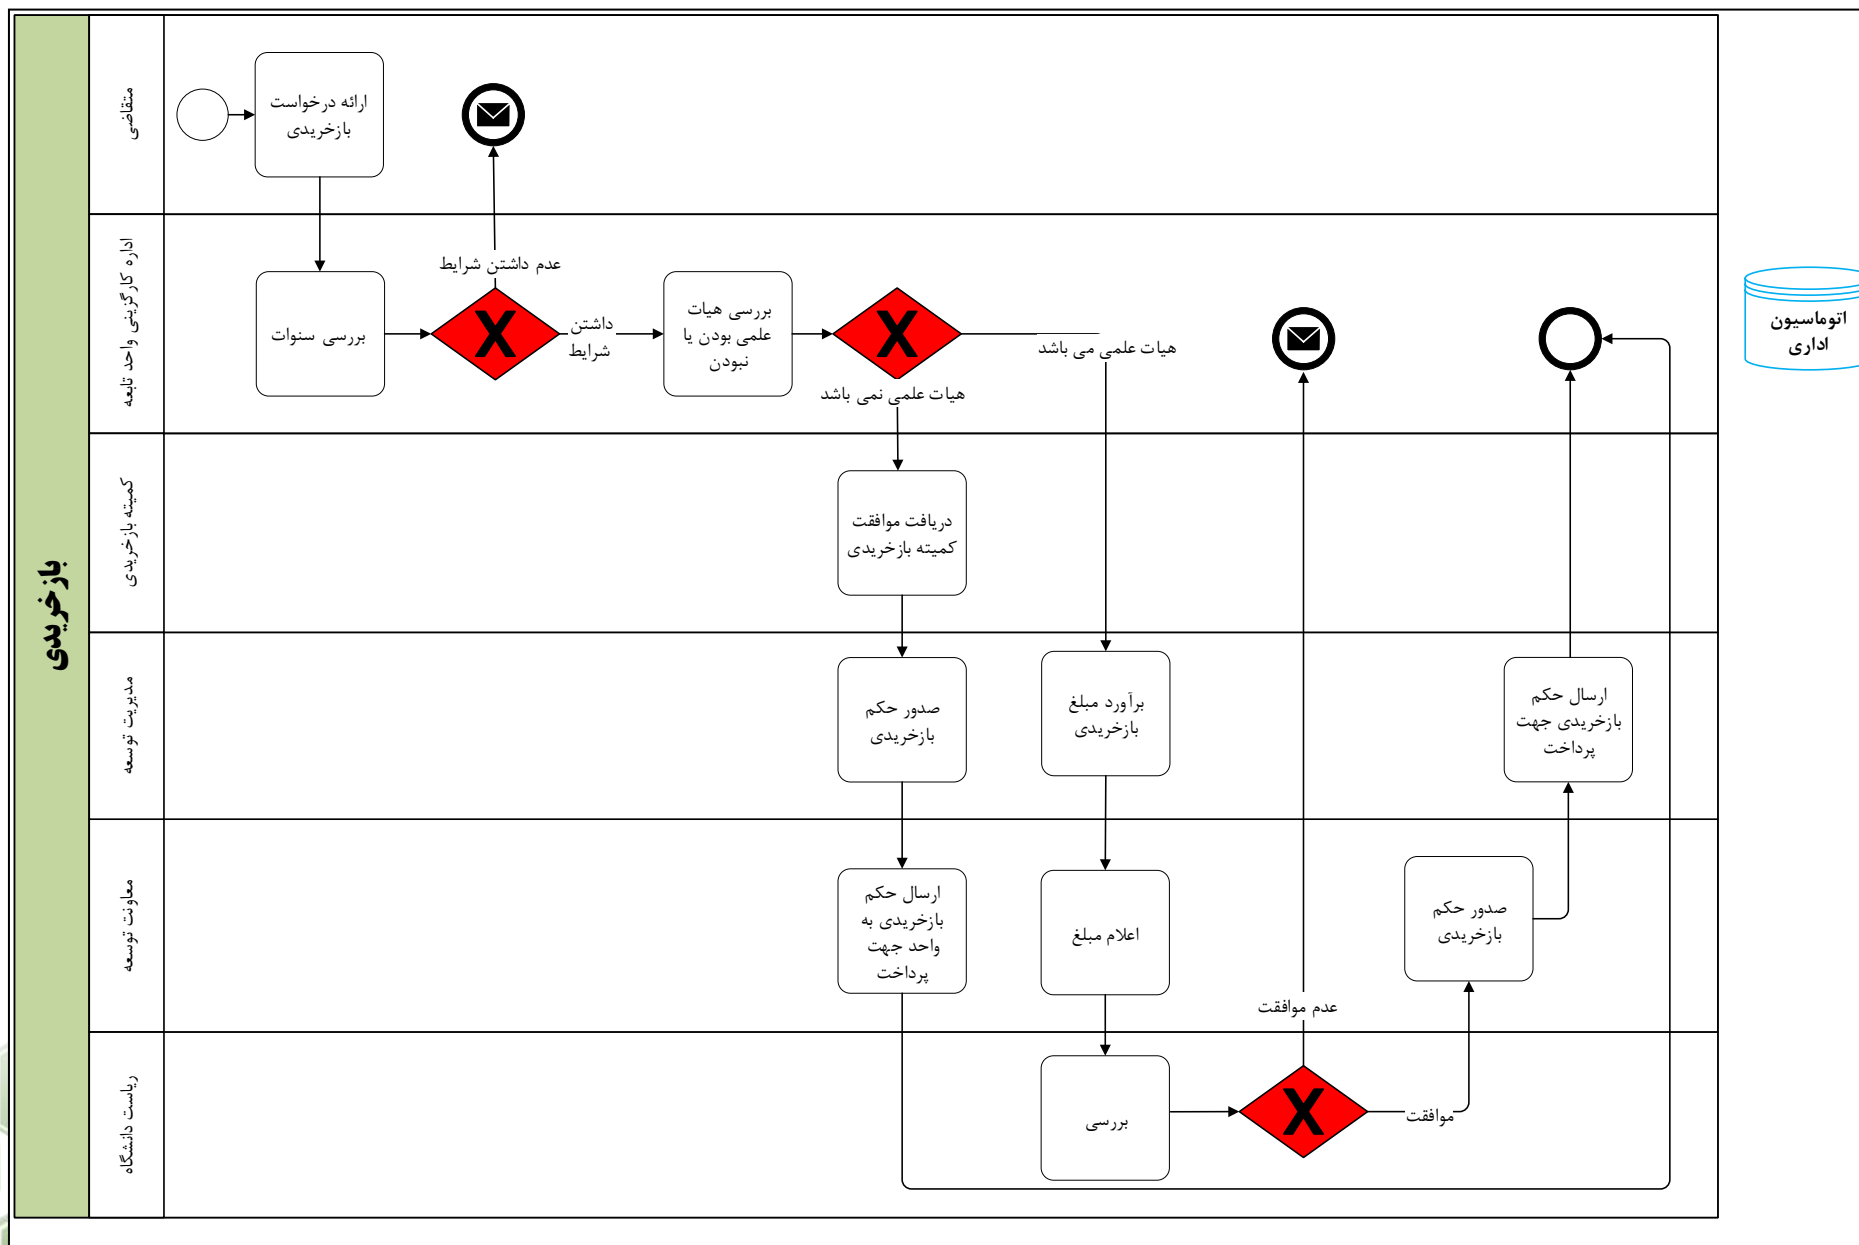 بازخریدی
متقاضی
ارائه درخواست
بازخریدی
اداره کارگزینی واحد تابعه
بررسی سنوات
عدم داشتن شرایط
داشتن
شرایط
بررسی هیات
علمی بودن یا
نبودن
هیات علمی می باشد
هیات علمی نمی باشد
اتوماسیون
اداری
کمیته بازخریدی
دریافت موافقت
کمیته بازخریدی
مدیریت توسعه
صدور حکم
بازخریدی
برآورد مبلغ
بازخریدی
ارسال حکم
بازخریدی جهت
پرداخت
معاونت توسعه
ارسال حکم
بازخریدی به
واحد جهت
پرداخت
اعلام مبلغ
صدور حکم
بازخریدی
عدم موافقت
ریاست دانشگاه
بررسی
موافقت